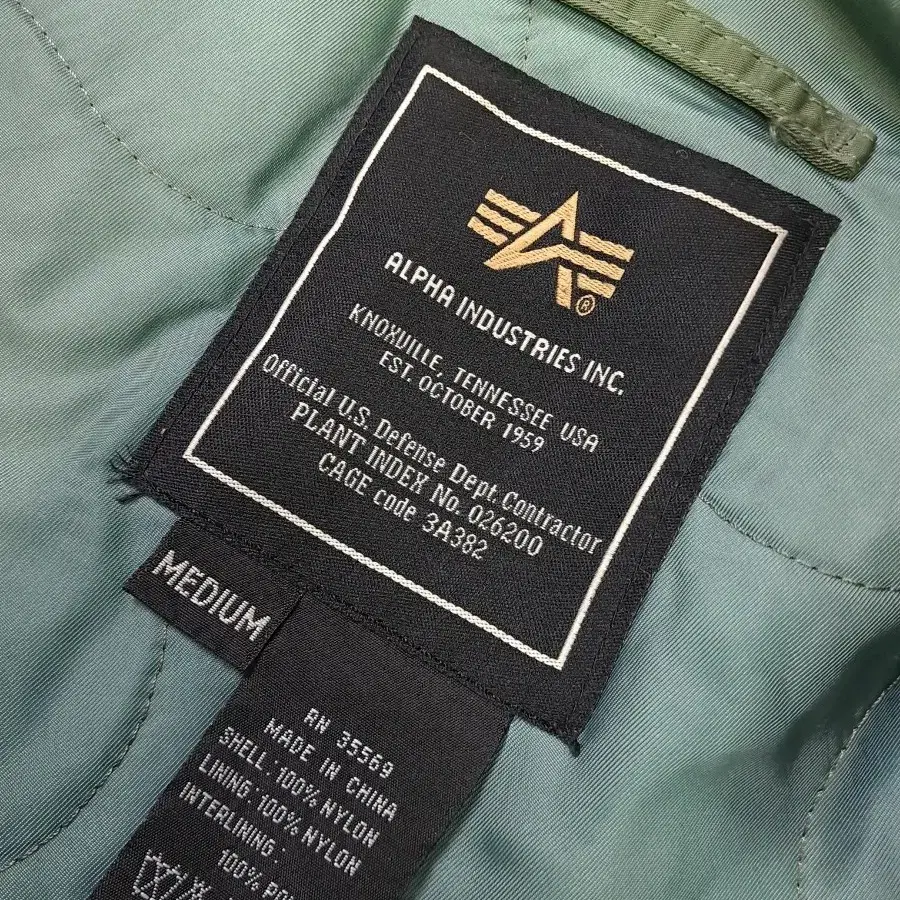 ®
ALPHA INDUSTRIES INC.
KNOXVILLE, TENNESSEE USA
EST. OCTOBER 1959
Official U.S. Defense Dept. Contractor
PLANT INDEX No. 026200
CAGE code 3A382
MEDIUM
RN 35569
MADE IN CHINA
SHELL: 100% NYLON
LINING: 100% NYLON
INTERLINING:
100%